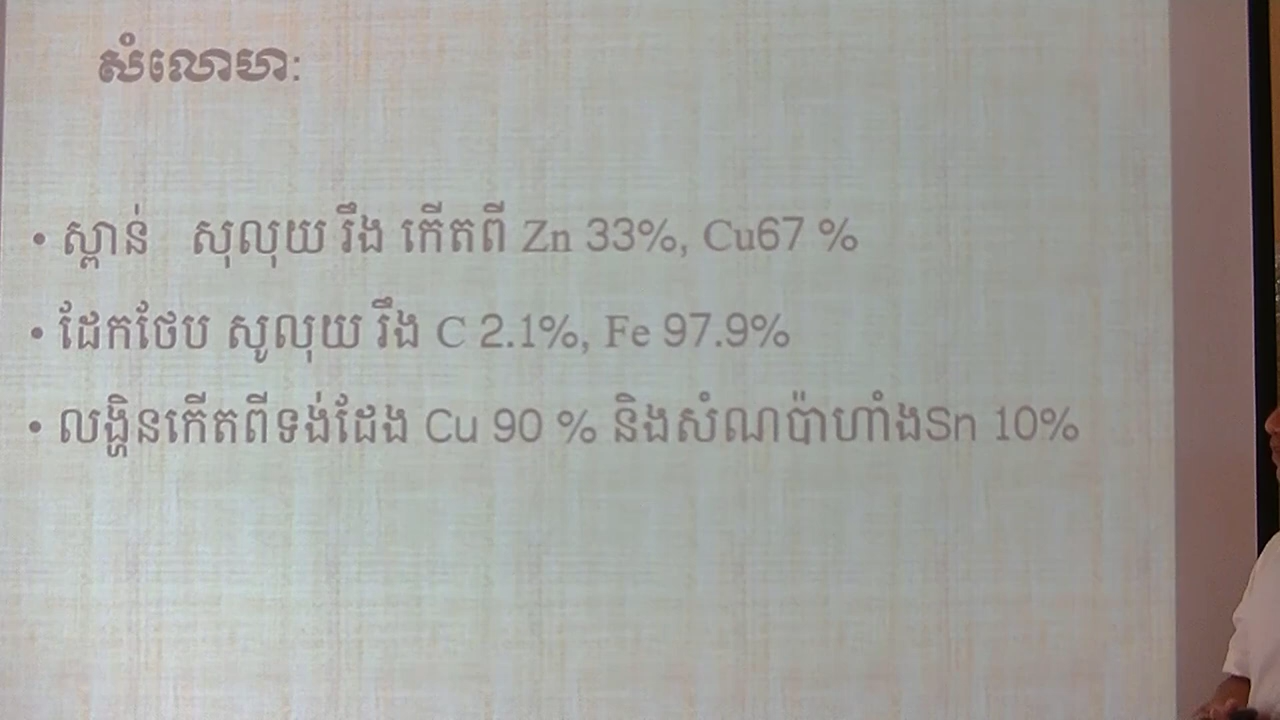 សំលោហៈ
• ស្ពាន់ សុលុយ រឹង កើតពី Zn 33%, Cu67 %
• ដែកថែប សូលុយ រឹង C 2.1%, Fe 97.9%
• លង្ហិនកើតពីទង់ដែង Cu 90 % និងសំណប៉ាហាំងSn 10%